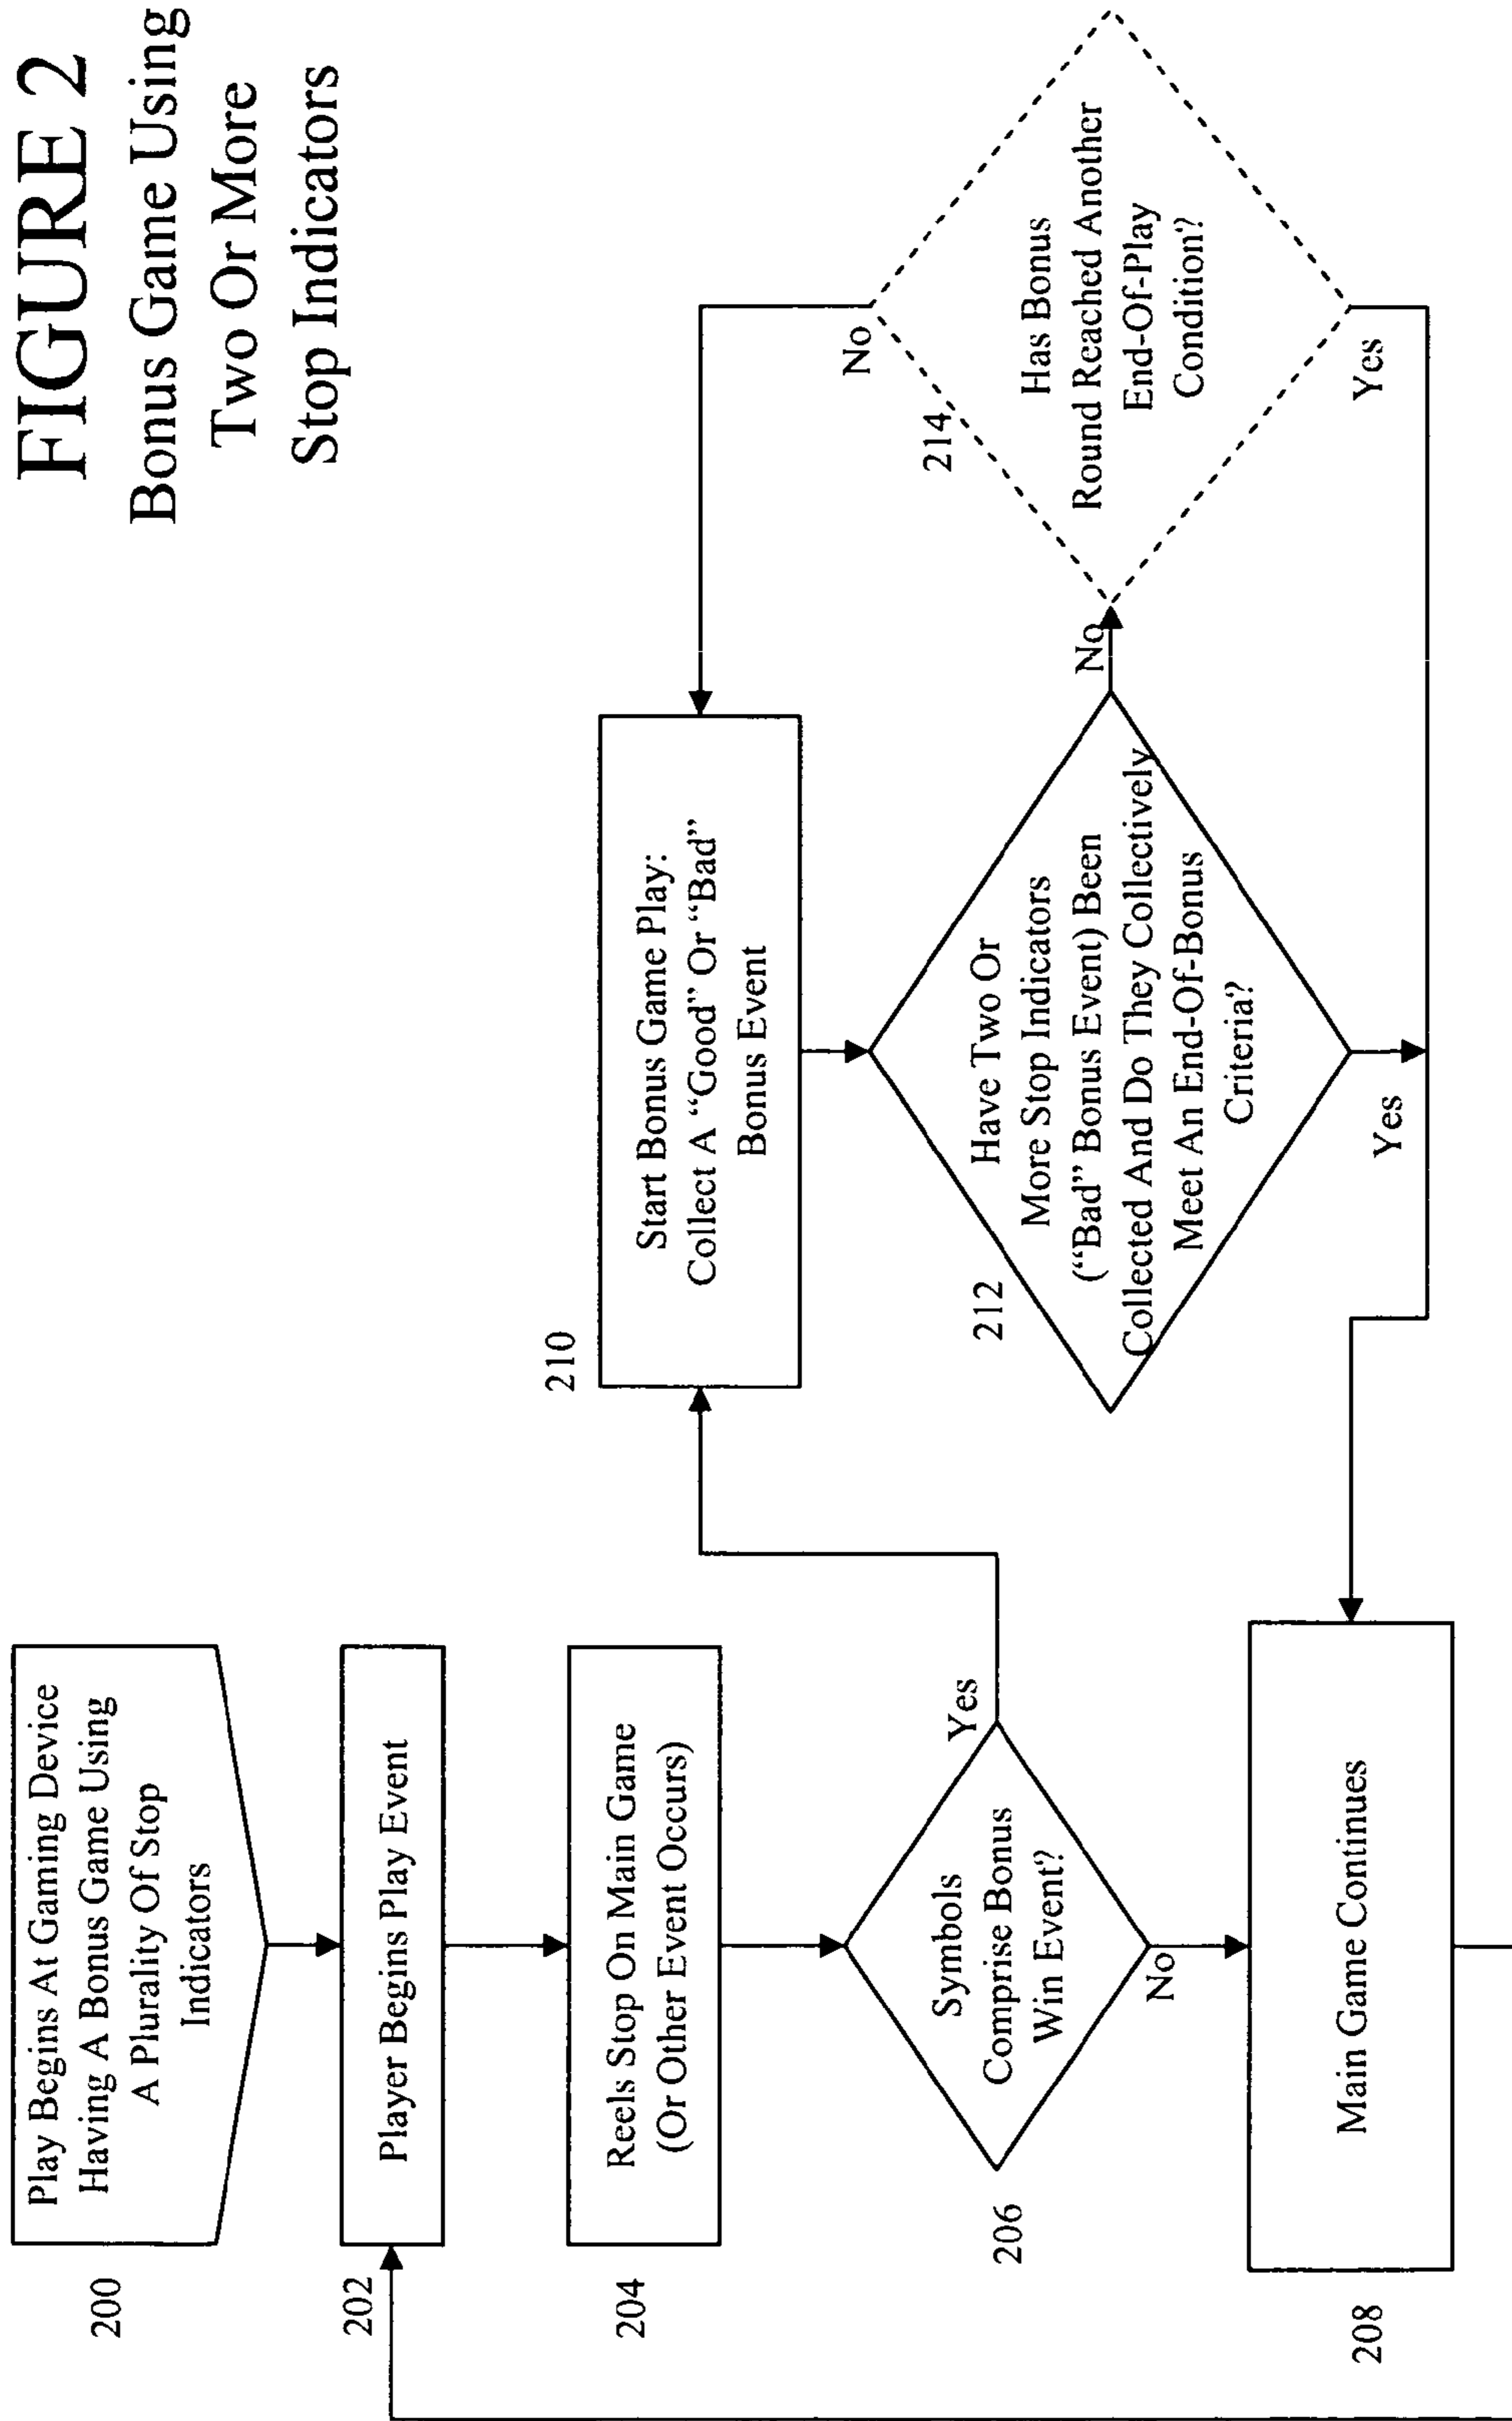 FIGURE 2
Bonus Game Using
Two Or More
Stop Indicators
200
Play Begins At Gaming Device
Having A Bonus Game Using
A Plurality Of Stop
Indicators
202
Player Begins Play Event
204
Reels Stop On Main Game
(Or Other Event Occurs)
206
Symbols
Comprise Bonus
Win Event?
Yes
No
208
Main Game Continues
210
Start Bonus Game Play:
Collect A “Good” Or “Bad”
Bonus Event
212
Have Two Or
More Stop Indicators
(“Bad” Bonus Event) Been
Collected And Do They Collectively
Meet An End-Of-Bonus
Criteria?
No
Yes
214
Has Bonus
Round Reached Another
End-Of-Play
Condition?
No
Yes